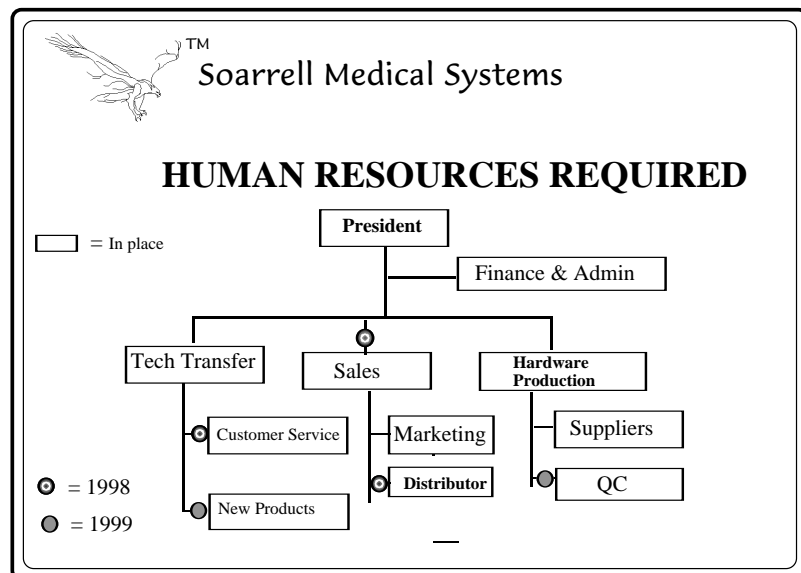 TM
Soarrell Medical Systems
HUMAN RESOURCES REQUIRED
President
= In place
Finance & Admin
Tech Transfer
Sales
Hardware
Production
Customer Service
Marketing
Suppliers
Distributor
QC
= 1998
New Products
= 1999